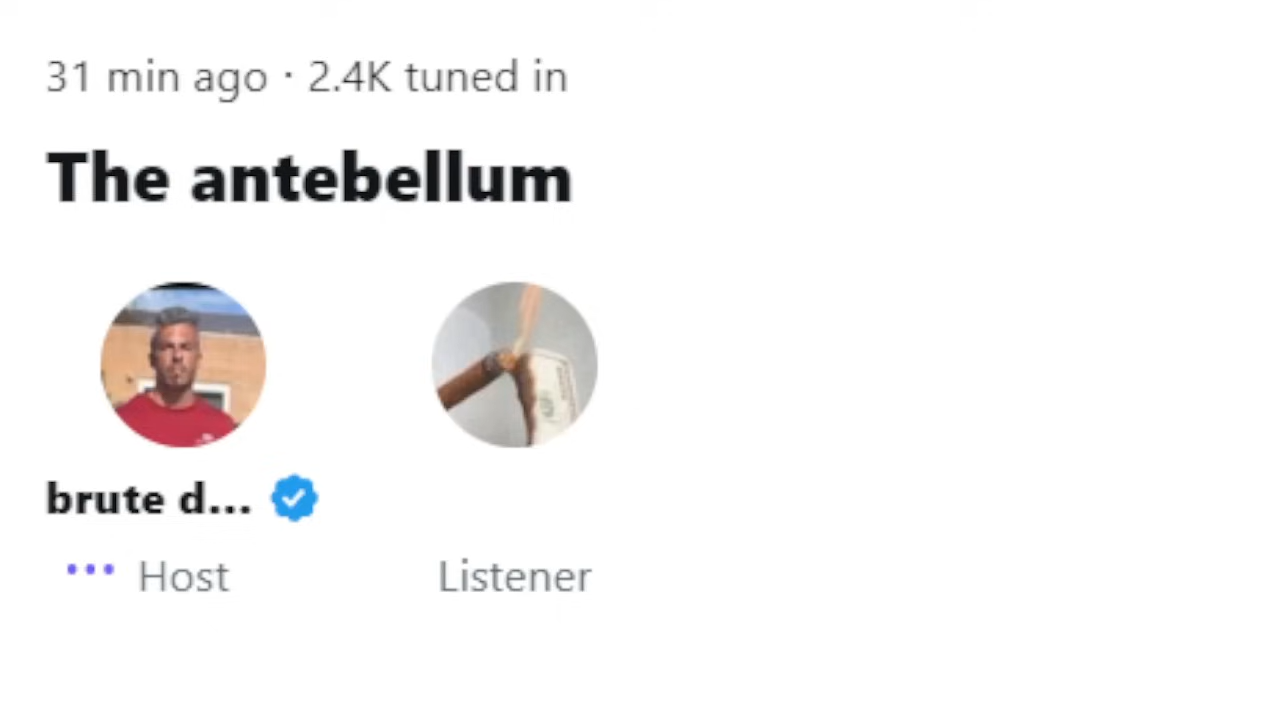 31 min ago · 2.4K tuned in
The antebellum
brute d...
Host
Listener